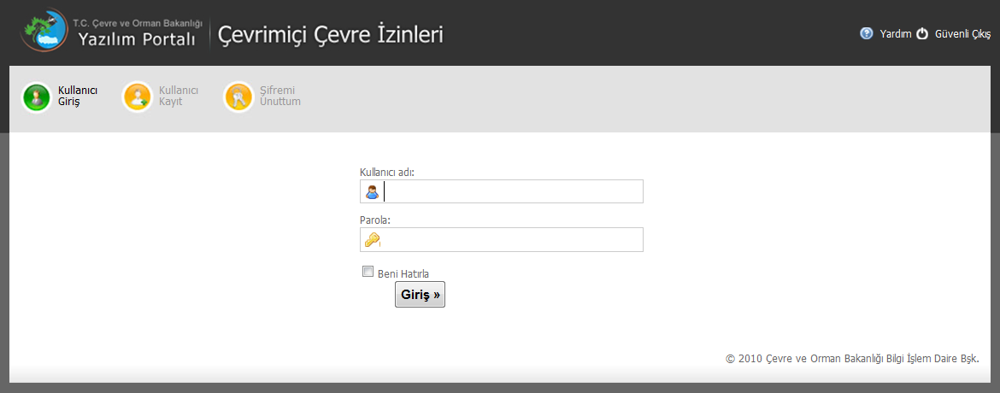 T.C. Çevre ve Orman Bakanlığı
Yazılım Portalı
Çevrimiçi Çevre İzinleri
Yardım
Güvenli Çıkış
Kullanıcı
Giriş
Kullanıcı
Kayıt
Şifremi
Unuttum
Kullanıcı adı:
Parola:
Beni Hatırla
Giriş »
© 2010 Çevre ve Orman Bakanlığı Bilgi İşlem Daire Bşk.